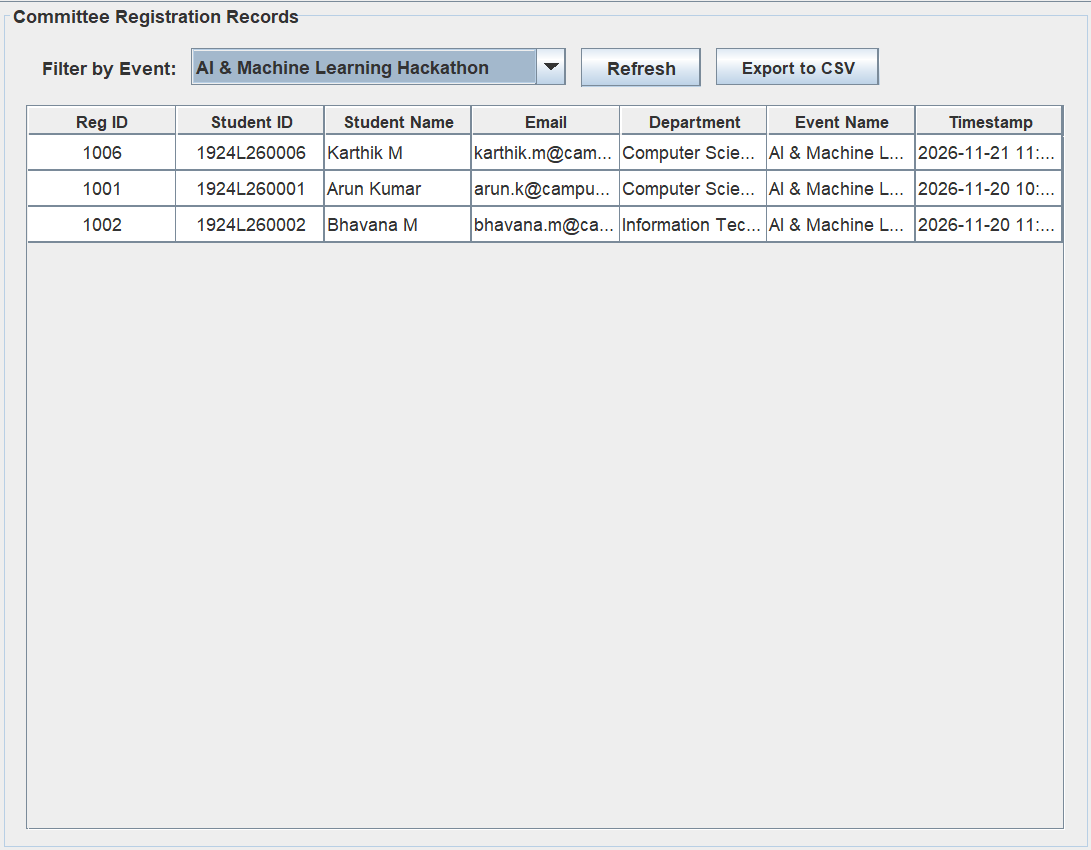 Committee Registration Records
Filter by Event: AI & Machine Learning Hackathon Refresh Export to CSV
Reg ID Student ID Student Name Email Department Event Name Timestamp
1006 1924L260006 Karthik M karthik.m@cam... Computer Scie... AI & Machine L... 2026-11-21 11:...
1001 1924L260001 Arun Kumar arun.k@campu... Computer Scie... AI & Machine L... 2026-11-20 10:...
1002 1924L260002 Bhavana M bhavana.m@ca... Information Tec... AI & Machine L... 2026-11-20 11:...